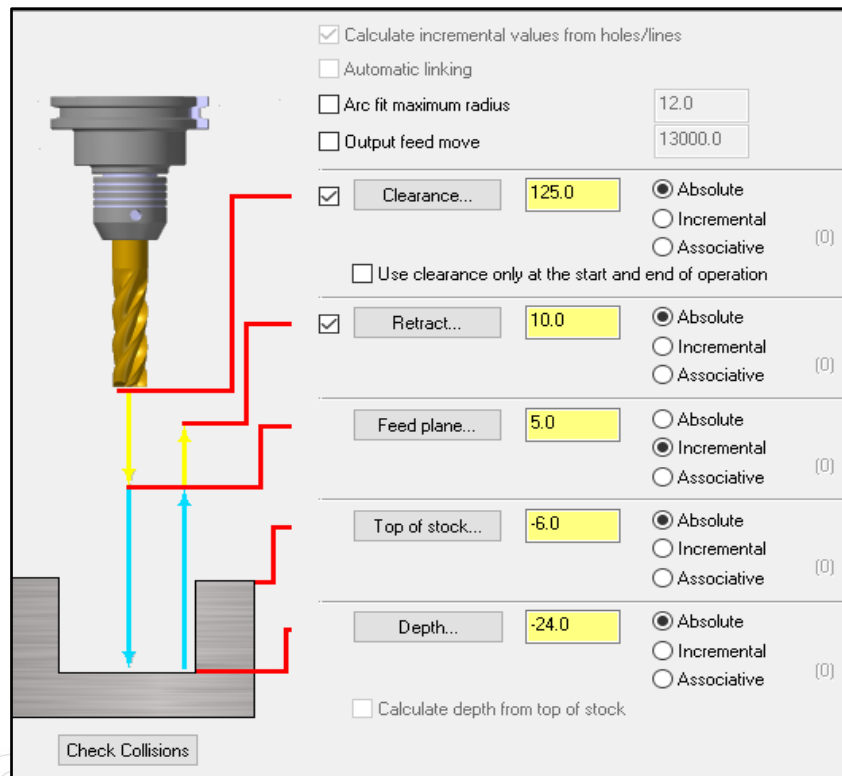 Calculate incremental values from holes/lines
Automatic linking
Arc fit maximum radius 12.0
Output feed move 13000.0
Clearance... 125.0 Absolute
Incremental
Associative (0)
Use clearance only at the start and end of operation
Retract... 10.0 Absolute
Incremental
Associative (0)
Feed plane... 5.0 Absolute
Incremental
Associative (0)
Top of stock... -6.0 Absolute
Incremental
Associative (0)
Depth... -24.0 Absolute
Incremental
Associative (0)
Calculate depth from top of stock
Check Collisions